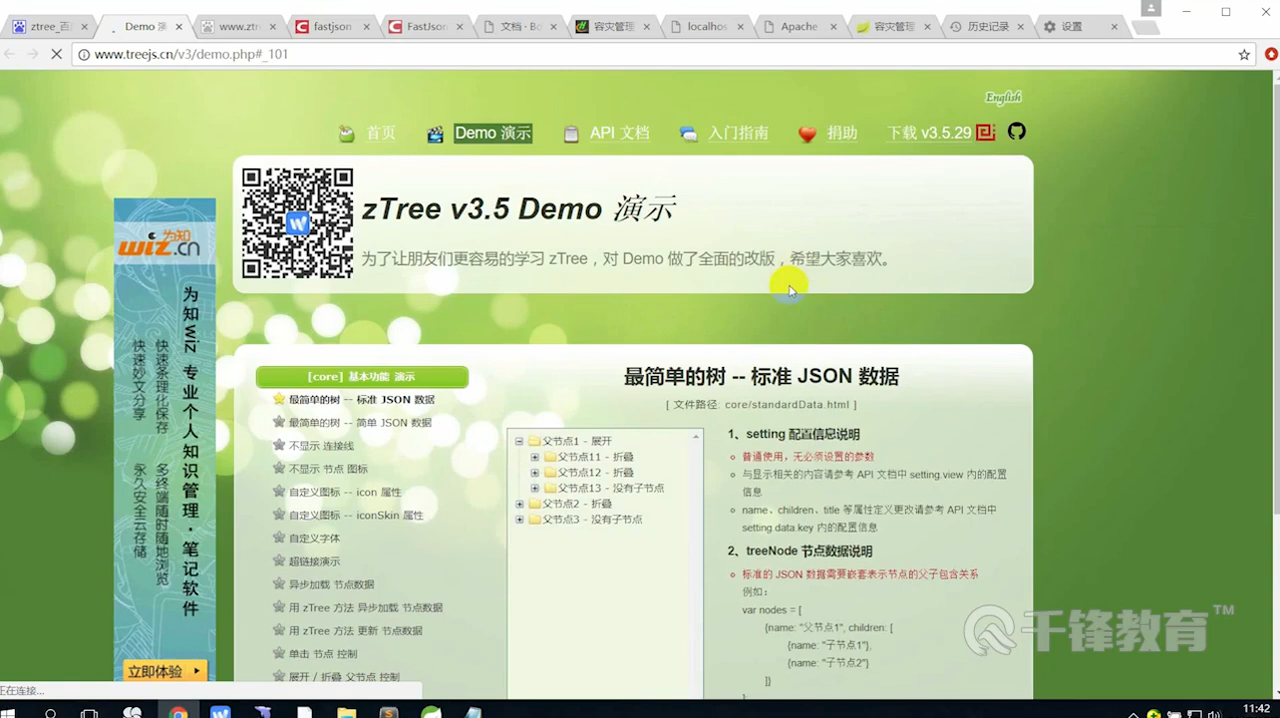 ztree_百
Demo 演
www.ztr
fastjson
FastJson
文档 - Bo
容灾管理
localhos
Apache
容灾管理
历史记录
设置
www.treejs.cn/v3/demo.php#_101
English
首页
Demo 演示
API 文档
入门指南
捐助
下载 v3.5.29
zTree v3.5 Demo 演示
为了让朋友们更容易的学习 zTree，对 Demo 做了全面的改版，希望大家喜欢。
为知
wiz.cn
为知Wiz 专业个人知识管理·笔记软件
快速条理化保存 多终端随时随地浏览
快速妙文分享 永久安全云存储
立即体验
[core] 基本功能 演示
最简单的树 -- 标准 JSON 数据
最简单的树 -- 简单 JSON 数据
不显示 连接线
不显示 节点 图标
自定义图标 -- icon 属性
自定义图标 -- iconSkin 属性
自定义字体
超链接演示
异步加载 节点数据
用 zTree 方法 异步加载 节点数据
用 zTree 方法 更新 节点数据
单击 节点 控制
展开 / 折叠 父节点 控制
最简单的树 -- 标准 JSON 数据
[ 文件路径: core/standardData.html ]
父节点1 - 展开
父节点11 - 折叠
父节点12 - 折叠
父节点13 - 没有子节点
父节点2 - 折叠
父节点3 - 没有子节点
1、setting 配置信息说明
普通使用，无必须设置的参数
与显示相关的内容请参考 API 文档中 setting.view 内的配置
信息
name、children、title 等属性定义更改请参考 API 文档中
setting.data.key 内的配置信息
2、treeNode 节点数据说明
标准的 JSON 数据需要嵌套表示节点的父子包含关系
例如：
var nodes = [
{name: "父节点1", children: [
{name: "子节点1"},
{name: "子节点2"}
]}
千锋教育™
正在连接...
11:42